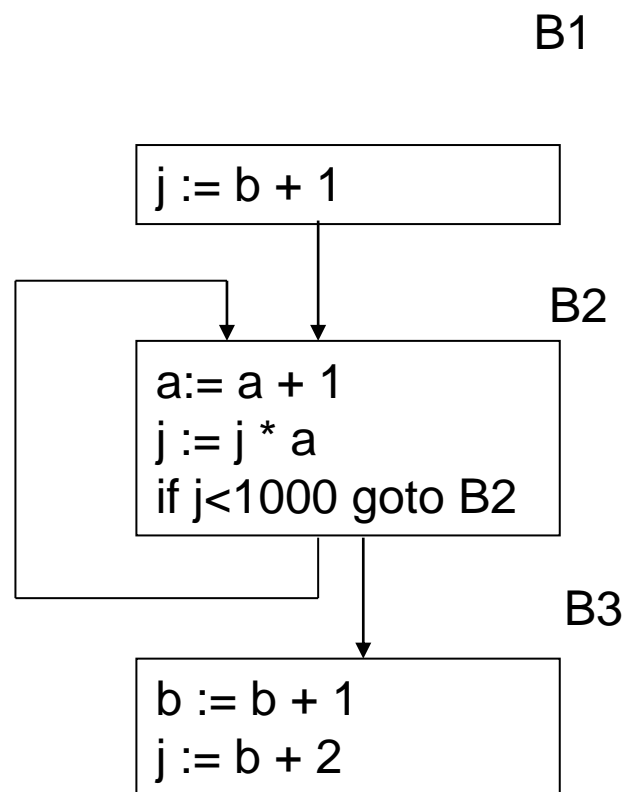 B1
j := b + 1
B2
a:= a + 1
j := j * a
if j<1000 goto B2
B3
b := b + 1
j := b + 2